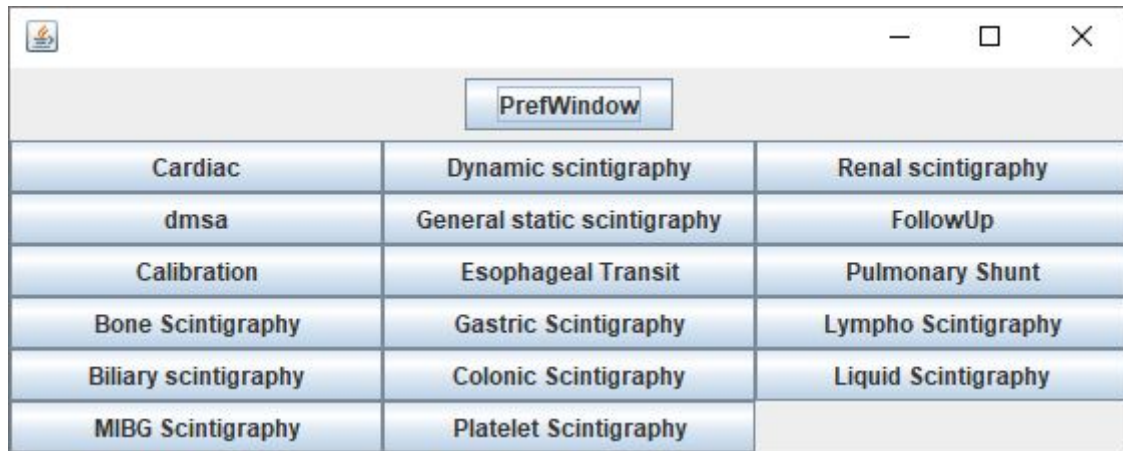 PrefWindow
Cardiac Dynamic scintigraphy Renal scintigraphy
dmsa General static scintigraphy FollowUp
Calibration Esophageal Transit Pulmonary Shunt
Bone Scintigraphy Gastric Scintigraphy Lympho Scintigraphy
Biliary scintigraphy Colonic Scintigraphy Liquid Scintigraphy
MIBG Scintigraphy Platelet Scintigraphy